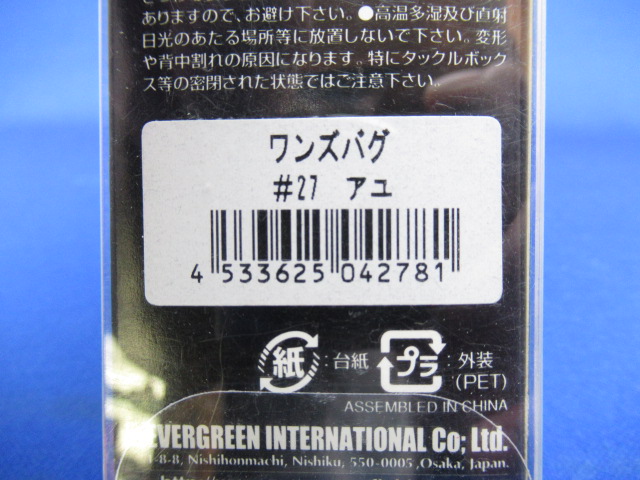 ありますので、お避け下さい。●高温多湿及び直射
日光のあたる場所等に放置しないで下さい。変形
や背中割れの原因になります。特にタックルボック
ス等の密閉された状態ではご注意下さい。
ワンズバグ
#27 アユ
4 533625 042781
紙 :台紙 プラ :外装
(PET)
ASSEMBLED IN CHINA
EVERGREEN INTERNATIONAL Co; Ltd.
-8-8, Nishihonmachi, Nishiku, 550-0005 ,Osaka, Japan.